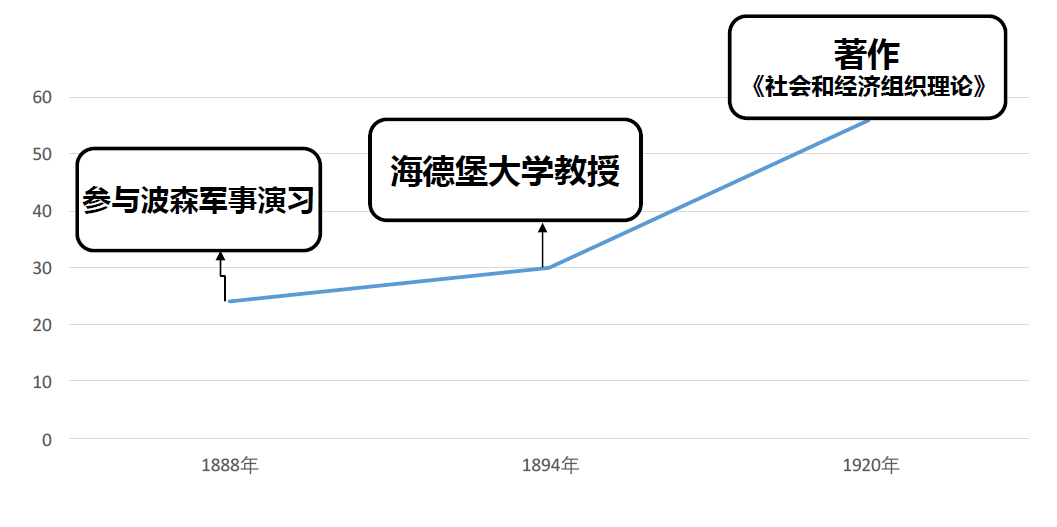 著作
《社会和经济组织理论》
海德堡大学教授
参与波森军事演习
60
50
40
30
20
10
0
1888年
1894年
1920年